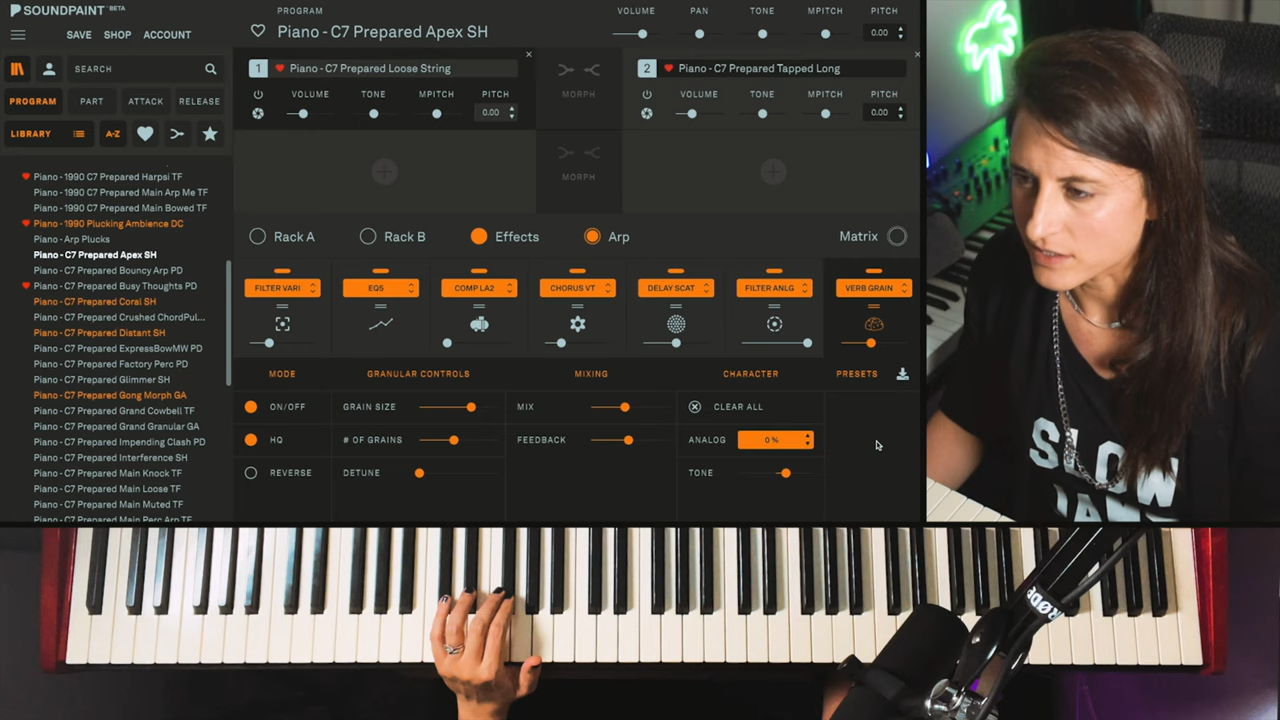 SOUNDPAINT BETA
SAVE SHOP ACCOUNT
SEARCH
PROGRAM PART ATTACK RELEASE
LIBRARY A-Z
Piano - 1990 C7 Prepared Harpsi TF
Piano - 1990 C7 Prepared Main Arp Me TF
Piano - 1990 C7 Prepared Main Bowed TF
Piano - 1990 Plucking Ambience DC
Piano - Arp Plucks
Piano - C7 Prepared Apex SH
Piano - C7 Prepared Bouncy Arp PD
Piano - C7 Prepared Busy Thoughts PD
Piano - C7 Prepared Coral SH
Piano - C7 Prepared Crushed ChordPul...
Piano - C7 Prepared Distant SH
Piano - C7 Prepared ExpressBowMW PD
Piano - C7 Prepared Factory Perc PD
Piano - C7 Prepared Glimmer SH
Piano - C7 Prepared Gong Morph GA
Piano - C7 Prepared Grand Cowbell TF
Piano - C7 Prepared Grand Granular GA
Piano - C7 Prepared Impending Clash PD
Piano - C7 Prepared Interference SH
Piano - C7 Prepared Main Knock TF
Piano - C7 Prepared Main Loose TF
Piano - C7 Prepared Main Muted TF
Piano - C7 Prepared Main Perc Arp TF
PROGRAM
Piano - C7 Prepared Apex SH
VOLUME PAN TONE MPITCH PITCH
0.00
1 Piano - C7 Prepared Loose String
VOLUME TONE MPITCH PITCH
0.00
MORPH
2 Piano - C7 Prepared Tapped Long
VOLUME TONE MPITCH PITCH
0.00
MORPH
Rack A Rack B Effects Arp Matrix
FILTER VARI EQ5 COMP LA2 CHORUS VT DELAY SCAT FILTER ANLG VERB GRAIN
MODE GRANULAR CONTROLS MIXING CHARACTER PRESETS
ON/OFF GRAIN SIZE MIX CLEAR ALL
HQ # OF GRAINS FEEDBACK ANALOG 0 %
REVERSE DETUNE TONE
SLOW
RØDE